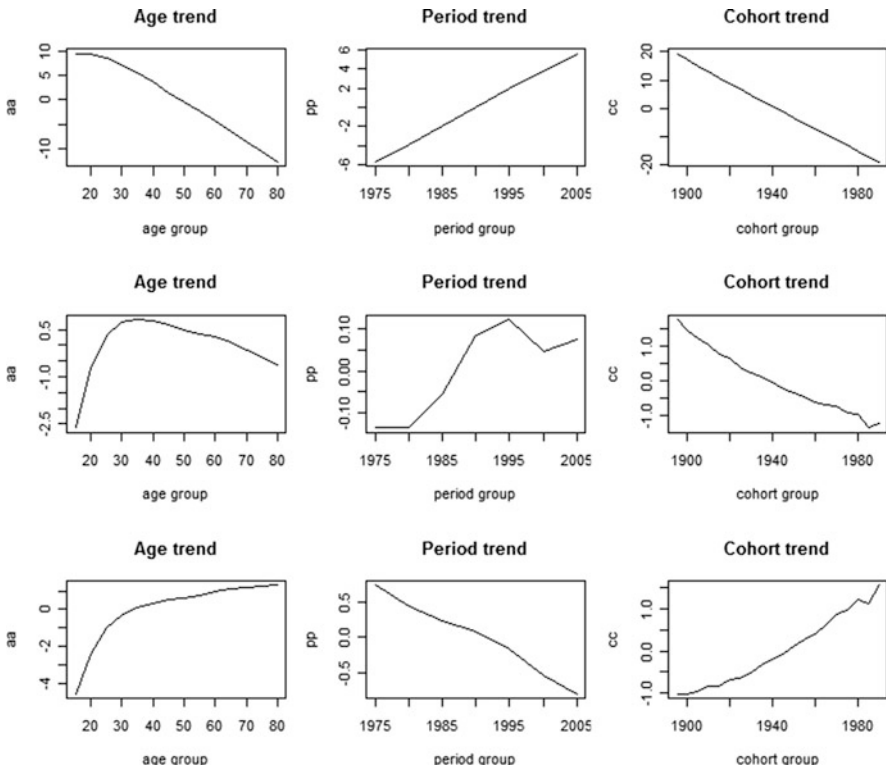 Age trend
aa
10
5
0
-10
20 30 40 50 60 70 80
age group
Period trend
pp
6
4
2
-2
-6
1975 1985 1995 2005
period group
Cohort trend
cc
20
10
0
-20
1900 1940 1980
cohort group
Age trend
aa
0.5
-1.0
-2.5
20 30 40 50 60 70 80
age group
Period trend
pp
0.10
0.00
-0.10
1975 1985 1995 2005
period group
Cohort trend
cc
1.0
0.0
-1.0
1900 1940 1980
cohort group
Age trend
aa
0
-2
-4
20 30 40 50 60 70 80
age group
Period trend
pp
0.5
0.0
-0.5
1975 1985 1995 2005
period group
Cohort trend
cc
1.0
0.0
-1.0
1900 1940 1980
cohort group